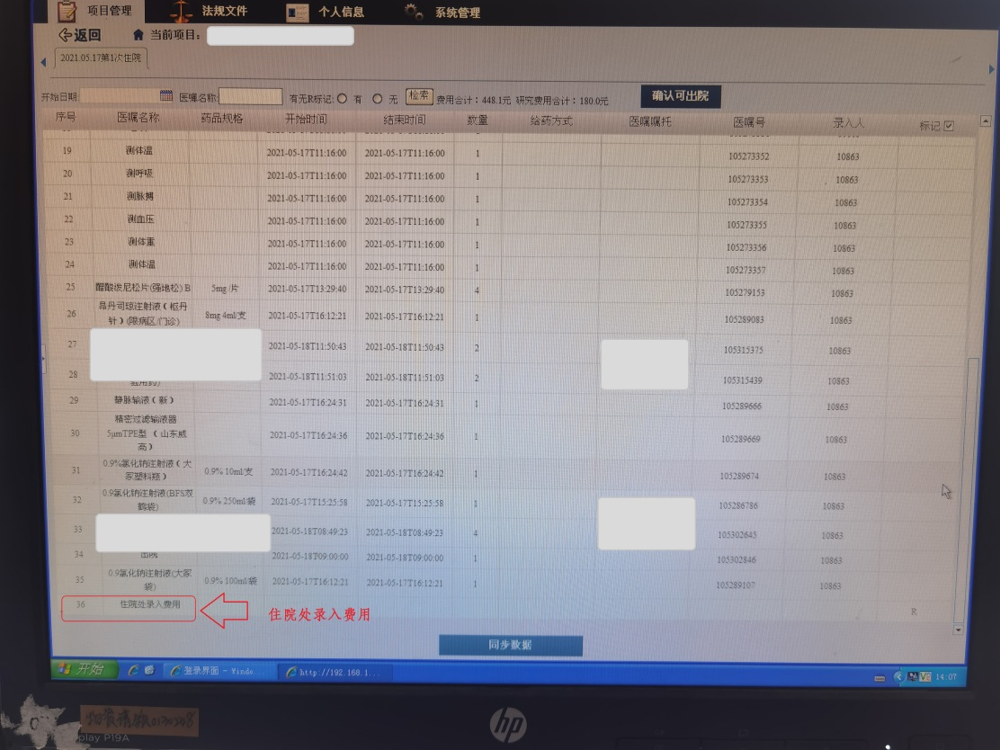 项目管理 法规文件 个人信息 系统管理
返回 当前项目：
2021.05.17第1次住院
开始日期: 医嘱名称: 有无R标记: 有 无 检索 费用合计：448.1元 研究费用合计：180.0元 确认可出院
序号 医嘱名称 药品规格 开始时间 结束时间 数量 给药方式 医嘱嘱托 医嘱号 录入人 标记
19 测体温 2021-05-17T11:16:00 2021-05-17T11:16:00 1 105273352 10863
20 测呼吸 2021-05-17T11:16:00 2021-05-17T11:16:00 1 105273353 10863
21 测脉搏 2021-05-17T11:16:00 2021-05-17T11:16:00 1 105273354 10863
22 测血压 2021-05-17T11:16:00 2021-05-17T11:16:00 1 105273355 10863
23 测体重 2021-05-17T11:16:00 2021-05-17T11:16:00 1 105273356 10863
24 测体温 2021-05-17T11:16:00 2021-05-17T11:16:00 1 105273357 10863
25 醋酸泼尼松片(强地松) B 5mg /片 2021-05-17T13:29:40 2021-05-17T13:29:40 4 105279153 10863
26 昂丹司琼注射液（枢丹
针）(限病区/门诊) 8mg 4ml/支 2021-05-17T16:12:21 2021-05-17T16:12:21 1 105289083 10863
27 2021-05-18T11:50:43 2021-05-18T11:50:43 2 105315375 10863
28 2021-05-18T11:51:03 2021-05-18T11:51:03 2 105315439 10863
验用药)
29 静脉输液（新） 2021-05-17T16:24:31 2021-05-17T16:24:31 1 105289666 10863
30 精密过滤输液器
5μmTPE型 （山东威
高） 2021-05-17T16:24:36 2021-05-17T16:24:36 1 105289669 10863
31 0.9%氯化钠注射液（大
冢塑料瓶） 0.9% 10ml/支 2021-05-17T16:24:42 2021-05-17T16:24:42 1 105289674 10863
32 0.9氯化钠注射液(BFS双
鹤袋) 0.9% 250ml/袋 2021-05-17T15:25:58 2021-05-17T15:25:58 1 105286786 10863
33 2021-05-18T08:49:23 2021-05-18T08:49:23 4 105302645 10863
34 出院 2021-05-18T09:00:00 2021-05-18T09:00:00 1 105302846 10863
35 0.9氯化钠注射液(大冢
袋) 0.9% 100ml/袋 2021-05-17T16:12:21 2021-05-17T16:12:21 1 105289107 10863
36 住院处录入费用 R
住院处录入费用
同步数据
开始 登录界面 - Windo... http://192.168.1... 14:07
hp
play P19A